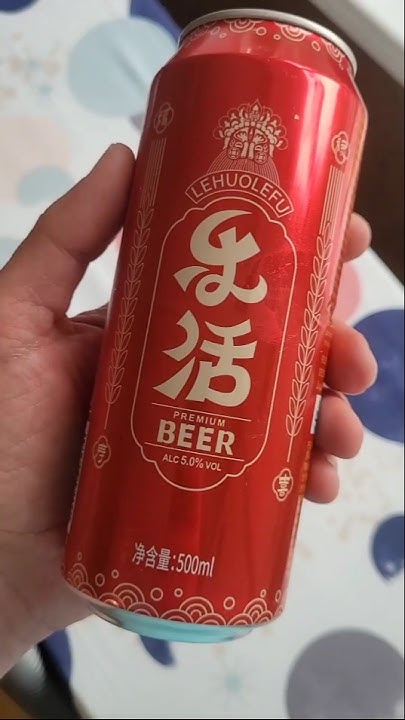 LEHUOLEFU
乐活
PREMIUM
BEER
ALC 5.0% VOL
净含量:500ml